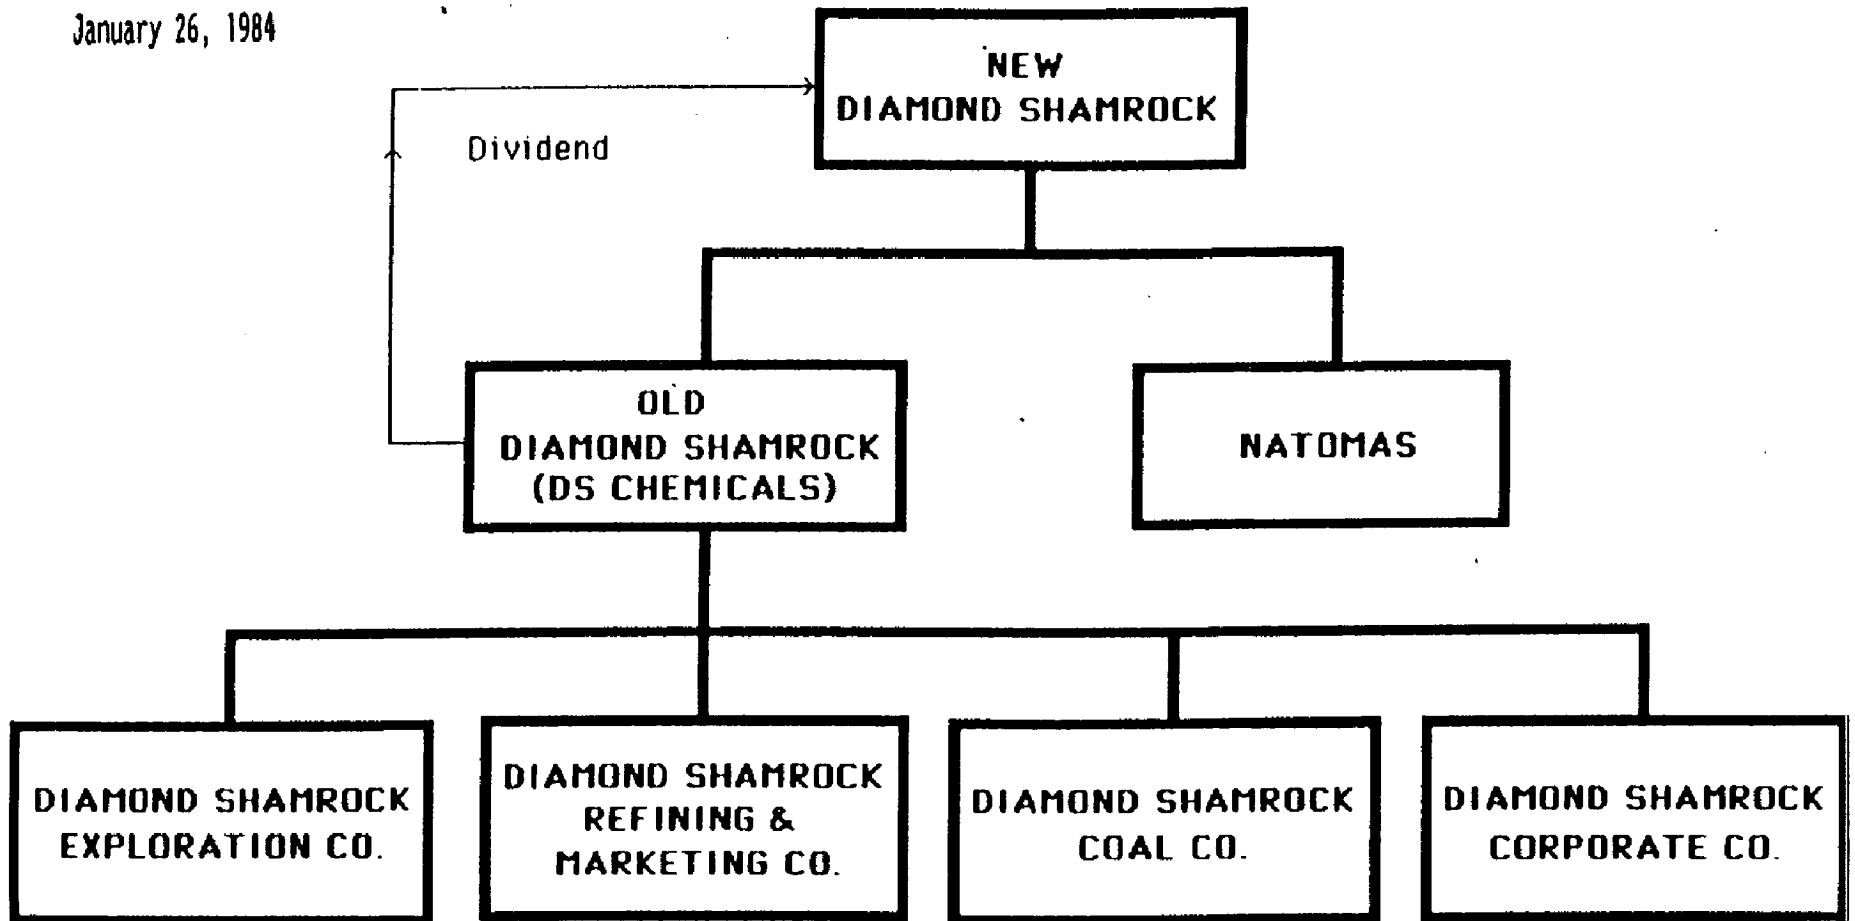 January 26, 1984
NEW
DIAMOND SHAMROCK
Dividend
OLD
DIAMOND SHAMROCK
(DS CHEMICALS)
NATOMAS
DIAMOND SHAMROCK
EXPLORATION CO.
DIAMOND SHAMROCK
REFINING &
MARKETING CO.
DIAMOND SHAMROCK
COAL CO.
DIAMOND SHAMROCK
CORPORATE CO.